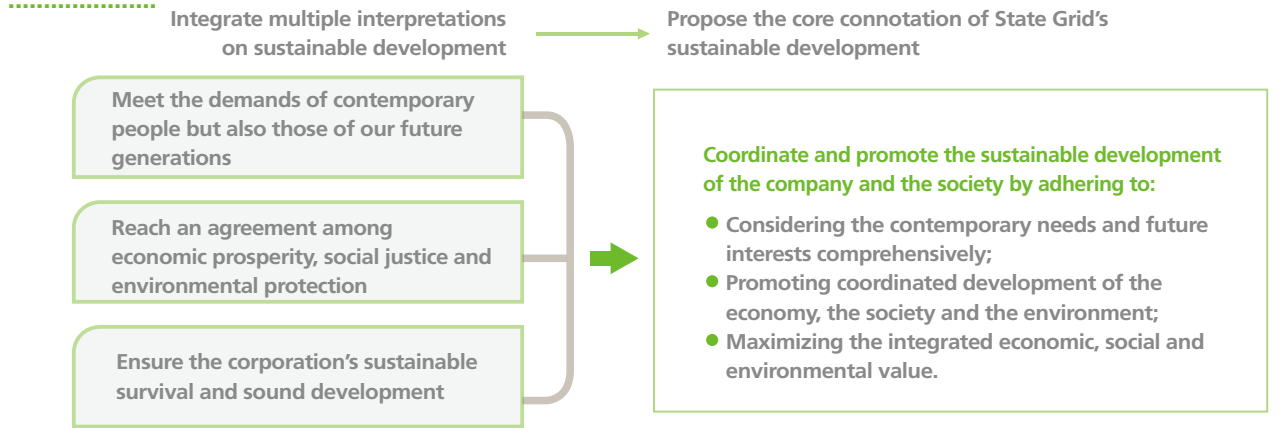 Integrate multiple interpretations
on sustainable development
Propose the core connotation of State Grid's
sustainable development
Meet the demands of contemporary
people but also those of our future
generations
Reach an agreement among
economic prosperity, social justice and
environmental protection
Ensure the corporation's sustainable
survival and sound development
Coordinate and promote the sustainable development
of the company and the society by adhering to:
• Considering the contemporary needs and future
interests comprehensively;
• Promoting coordinated development of the
economy, the society and the environment;
• Maximizing the integrated economic, social and
environmental value.